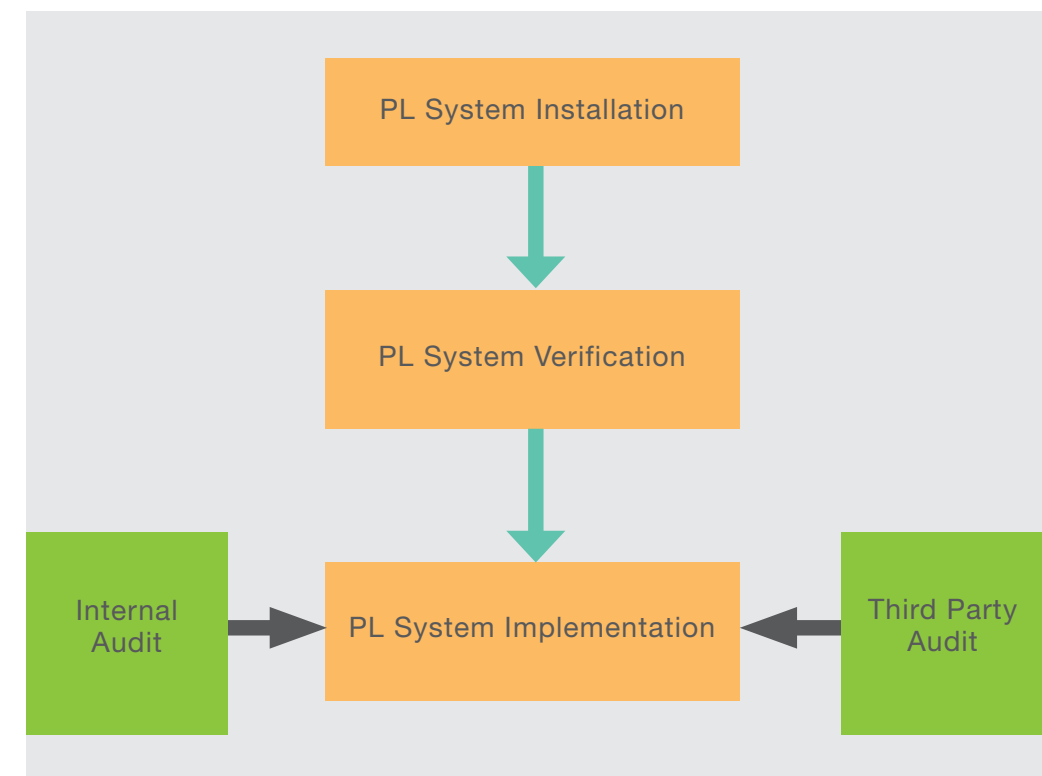 PL System Installation
PL System Verification
Internal
Audit
PL System Implementation
Third Party
Audit